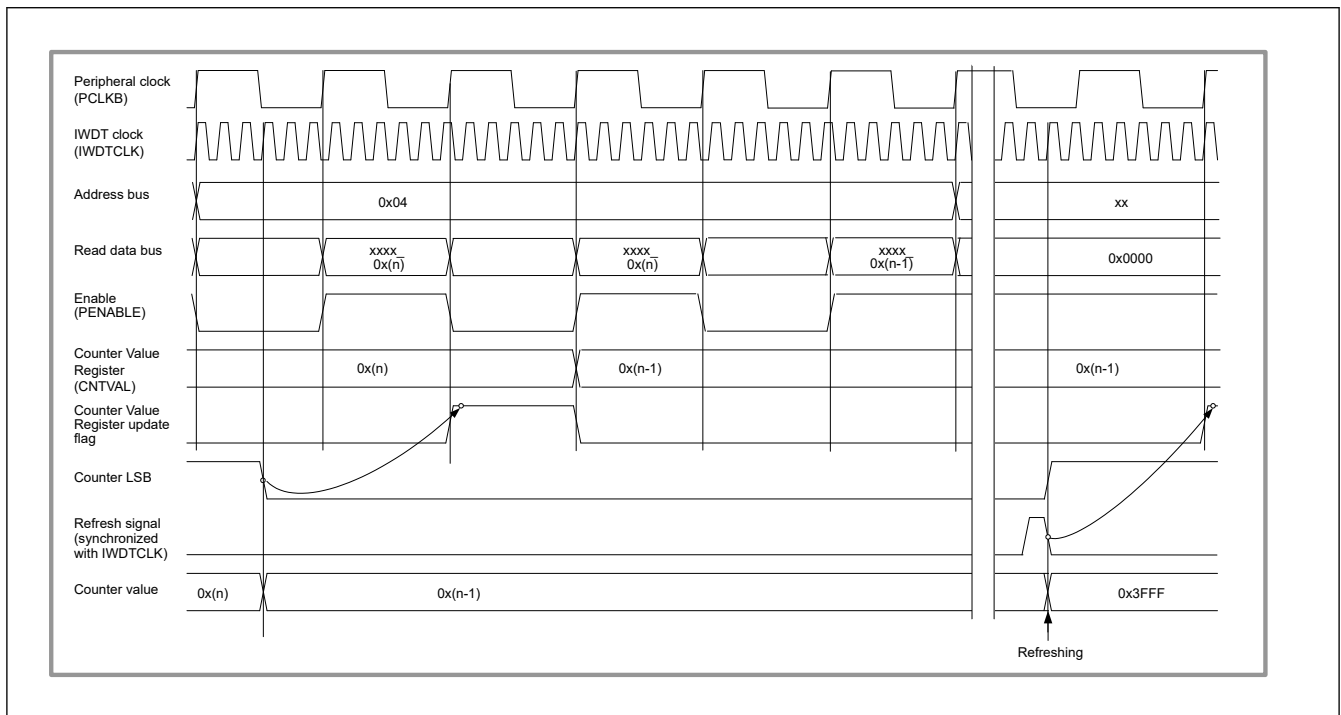 Peripheral clock
(PCLKB)
IWDT clock
(IWDTCLK)
Address bus
0x04
xx
Read data bus
xxxx_
0x(n)
xxxx_
0x(n)
xxxx_
0x(n-1)
0x0000
Enable
(PENABLE)
Counter Value
Register
(CNTVAL)
0x(n)
0x(n-1)
0x(n-1)
Counter Value
Register update
flag
Counter LSB
Refresh signal
(synchronized
with IWDTCLK)
Counter value
0x(n)
0x(n-1)
0x3FFF
Refreshing